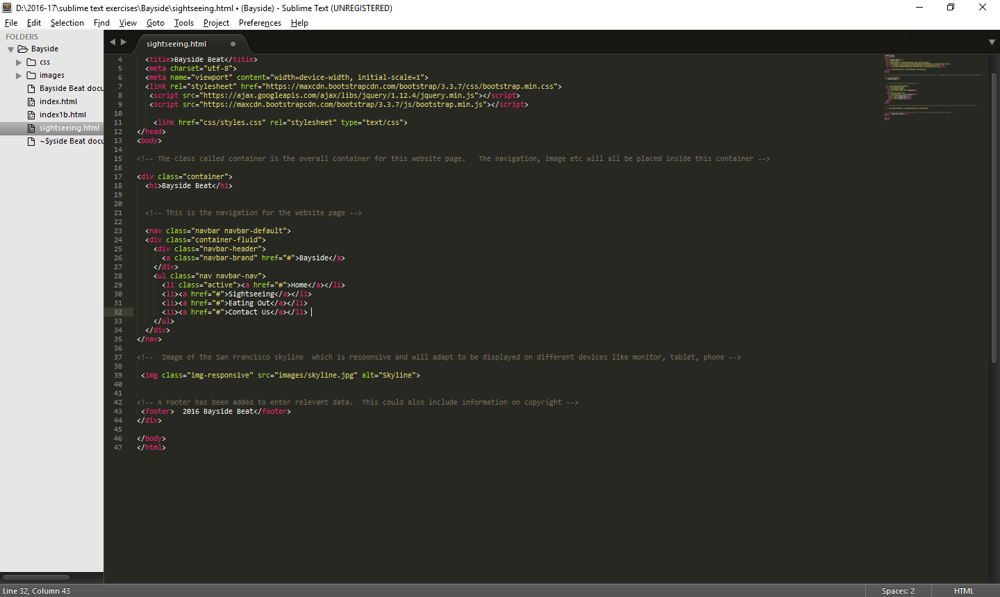 D:\2016-17\sublime text exercises\Bayside\sightseeing.html • (Bayside) - Sublime Text (UNREGISTERED)
File Edit Selection Find View Goto Tools Project Preferences Help
FOLDERS
Bayside
css
images
Bayside Beat docu
index.html
index1b.html
sightseeing.html
~$yside Beat docu
sightseeing.html
4 <title>Bayside Beat</title>
5 <meta charset="utf-8">
6 <meta name="viewport" content="width=device-width, initial-scale=1">
7 <link rel="stylesheet" href="https://maxcdn.bootstrapcdn.com/bootstrap/3.3.7/css/bootstrap.min.css">
8 <script src="https://ajax.googleapis.com/ajax/libs/jquery/1.12.4/jquery.min.js"></script>
9 <script src="https://maxcdn.bootstrapcdn.com/bootstrap/3.3.7/js/bootstrap.min.js"></script>
10
11 <link href="css/styles.css" rel="stylesheet" type="text/css">
12 </head>
13 <body>
14
15 <!-- The class called container is the overall container for this website page.   The navigation, image etc will all be placed inside this container -->
16
17 <div class="container">
18 <h1>Bayside Beat</h1>
19
20
21 <!-- This is the navigation for the website page -->
22
23 <nav class="navbar navbar-default">
24 <div class="container-fluid">
25 <div class="navbar-header">
26 <a class="navbar-brand" href="#">Bayside</a>
27 </div>
28 <ul class="nav navbar-nav">
29 <li class="active"><a href="#">Home</a></li>
30 <li><a href="#">Sightseeing</a></li>
31 <li><a href="#">Eating Out</a></li>
32 <li><a href="#">Contact Us</a></li>
33 </ul>
34 </div>
35 </nav>
36
37 <!--  Image of the San Francisco skyline  which is responsive and will adapt to be displayed on different devices like monitor, tablet, phone -->
38
39 <img class="img-responsive" src="images/skyline.jpg" alt="Skyline">
40
41
42 <!-- A Footer has been added to enter relevant data.  This could also include information on copyright -->
43 <footer>  2016 Bayside Beat</footer>
44 </div>
45
46 </body>
47 </html>
Line 32, Column 43 Spaces: 2 HTML